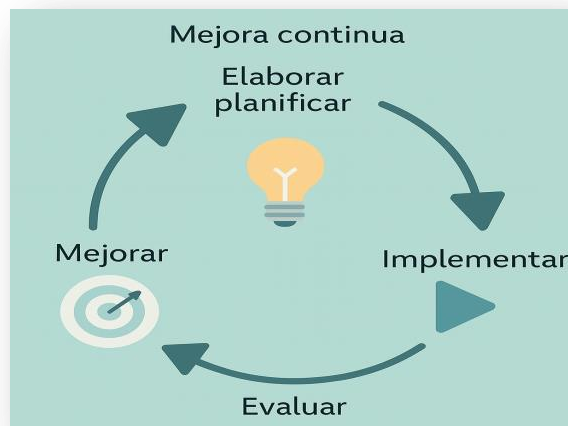 Mejora continua
Elaborar
planificar
Implementar
Evaluar
Mejorar